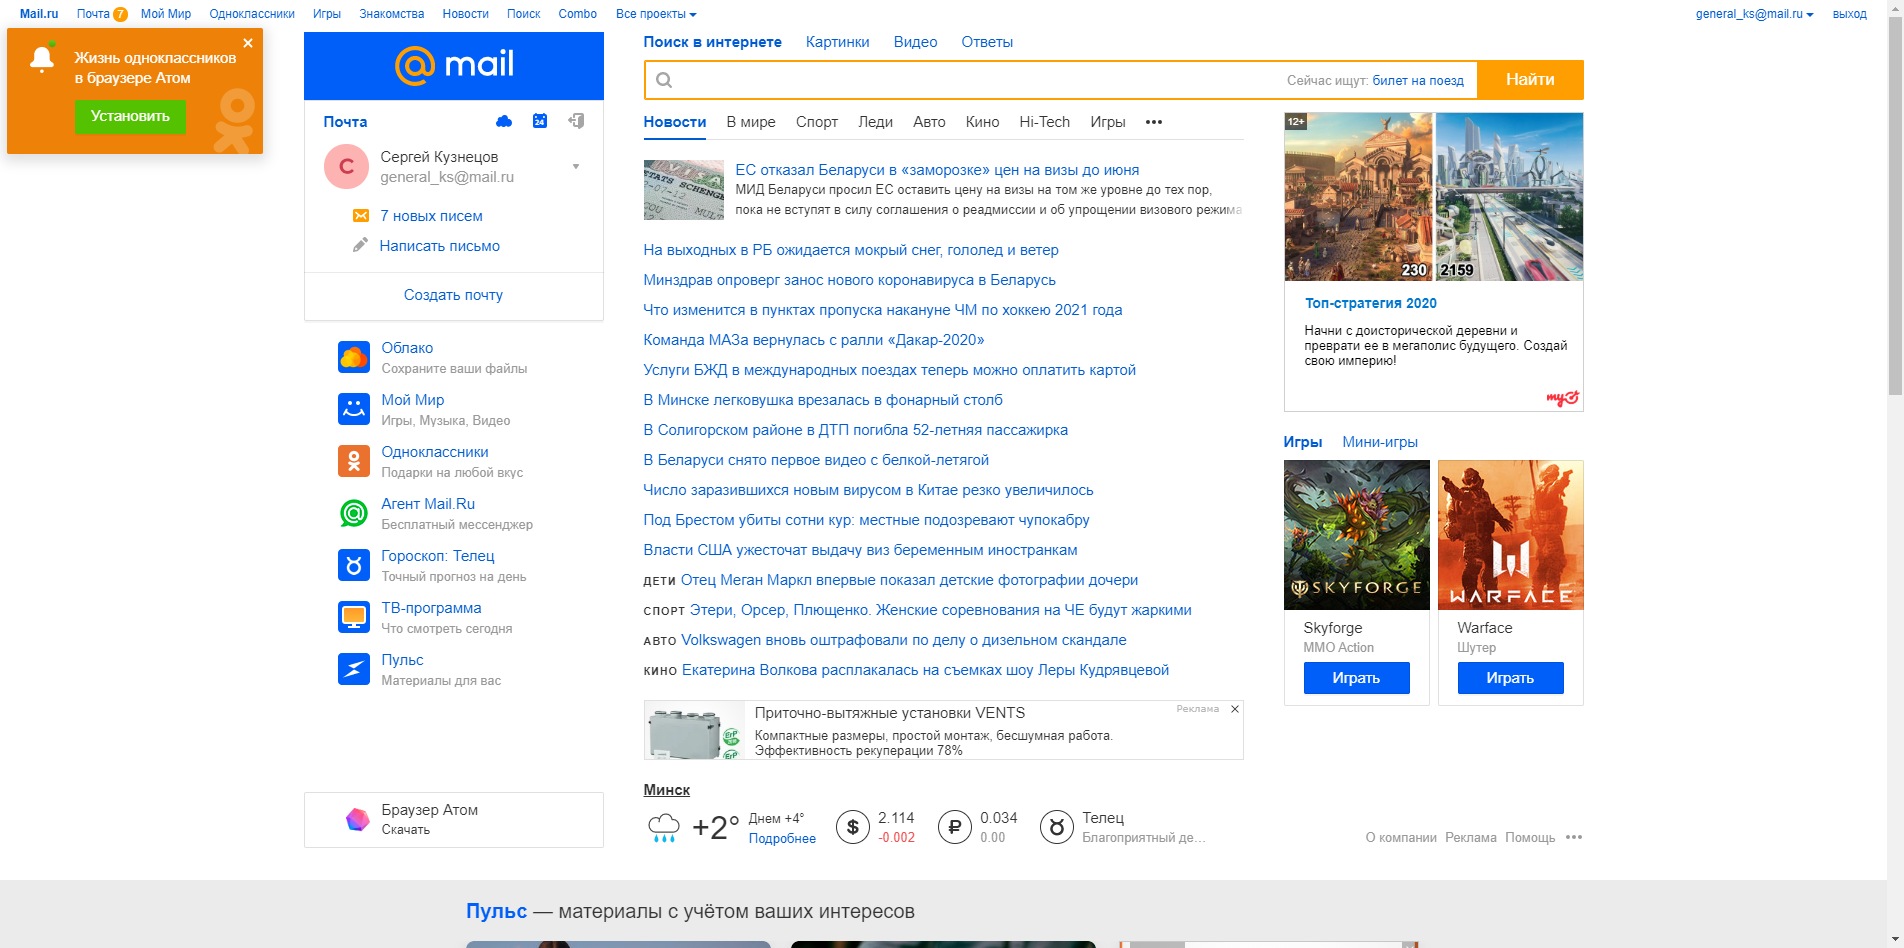 Mail.ru Почта 7 Мой Мир Одноклассники Игры Знакомства Новости Поиск Combo Все проекты
general_ks@mail.ru выход
Жизнь одноклассников
в браузере Атом
Установить
@mail
Почта
24
С
Сергей Кузнецов
general_ks@mail.ru
7 новых писем
Написать письмо
Создать почту
Облако
Сохраните ваши файлы
Мой Мир
Игры, Музыка, Видео
Одноклассники
Подарки на любой вкус
Агент Mail.Ru
Бесплатный мессенджер
Гороскоп: Телец
Точный прогноз на день
ТВ-программа
Что смотреть сегодня
Пульс
Материалы для вас
Браузер Атом
Скачать
Поиск в интернете Картинки Видео Ответы
Сейчас ищут: билет на поезд
Найти
Новости В мире Спорт Леди Авто Кино Hi-Tech Игры
ЕС отказал Беларуси в «заморозке» цен на визы до июня
МИД Беларуси просил ЕС оставить цену на визы на том же уровне до тех пор,
пока не вступят в силу соглашения о реадмиссии и об упрощении визового режима
На выходных в РБ ожидается мокрый снег, гололед и ветер
Минздрав опроверг занос нового коронавируса в Беларусь
Что изменится в пунктах пропуска накануне ЧМ по хоккею 2021 года
Команда МАЗа вернулась с ралли «Дакар-2020»
Услуги БЖД в международных поездах теперь можно оплатить картой
В Минске легковушка врезалась в фонарный столб
В Солигорском районе в ДТП погибла 52-летняя пассажирка
В Беларуси снято первое видео с белкой-летягой
Число заразившихся новым вирусом в Китае резко увеличилось
Под Брестом убиты сотни кур: местные подозревают чупокабру
Власти США ужесточат выдачу виз беременным иностранкам
ДЕТИ Отец Меган Маркл впервые показал детские фотографии дочери
СПОРТ Этери, Орсер, Плющенко. Женские соревнования на ЧЕ будут жаркими
АВТО Volkswagen вновь оштрафовали по делу о дизельном скандале
КИНО Екатерина Волкова расплакалась на съемках шоу Леры Кудрявцевой
Приточно-вытяжные установки VENTS
Реклама
Компактные размеры, простой монтаж, бесшумная работа.
Эффективность рекуперации 78%
ErP
ErP
Минск
+2°
Днем +4°
Подробнее
$
2.114
-0.002
₽
0.034
0.00
Телец
Благоприятный де...
12+
230 2159
Топ-стратегия 2020
Начни с доисторической деревни и
преврати ее в мегаполис будущего. Создай
свою империю!
my
Игры Мини-игры
SKYFORGE
Skyforge
MMO Action
Играть
WARFACE
Warface
Шутер
Играть
О компании Реклама Помощь
Пульс — материалы с учётом ваших интересов